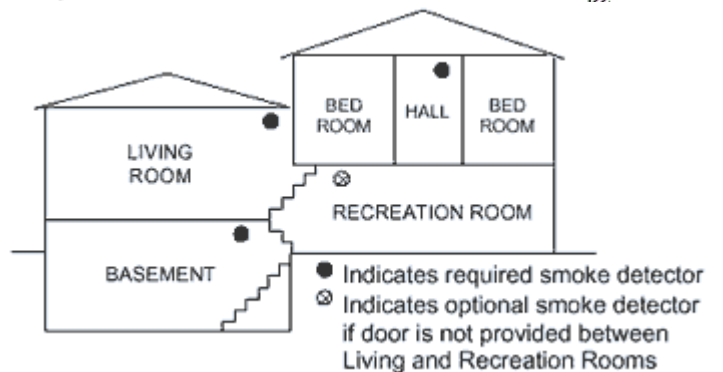 BED
ROOM
HALL
BED
ROOM
LIVING
ROOM
RECREATION ROOM
BASEMENT
Indicates required smoke detector
Indicates optional smoke detector
if door is not provided between
Living and Recreation Rooms